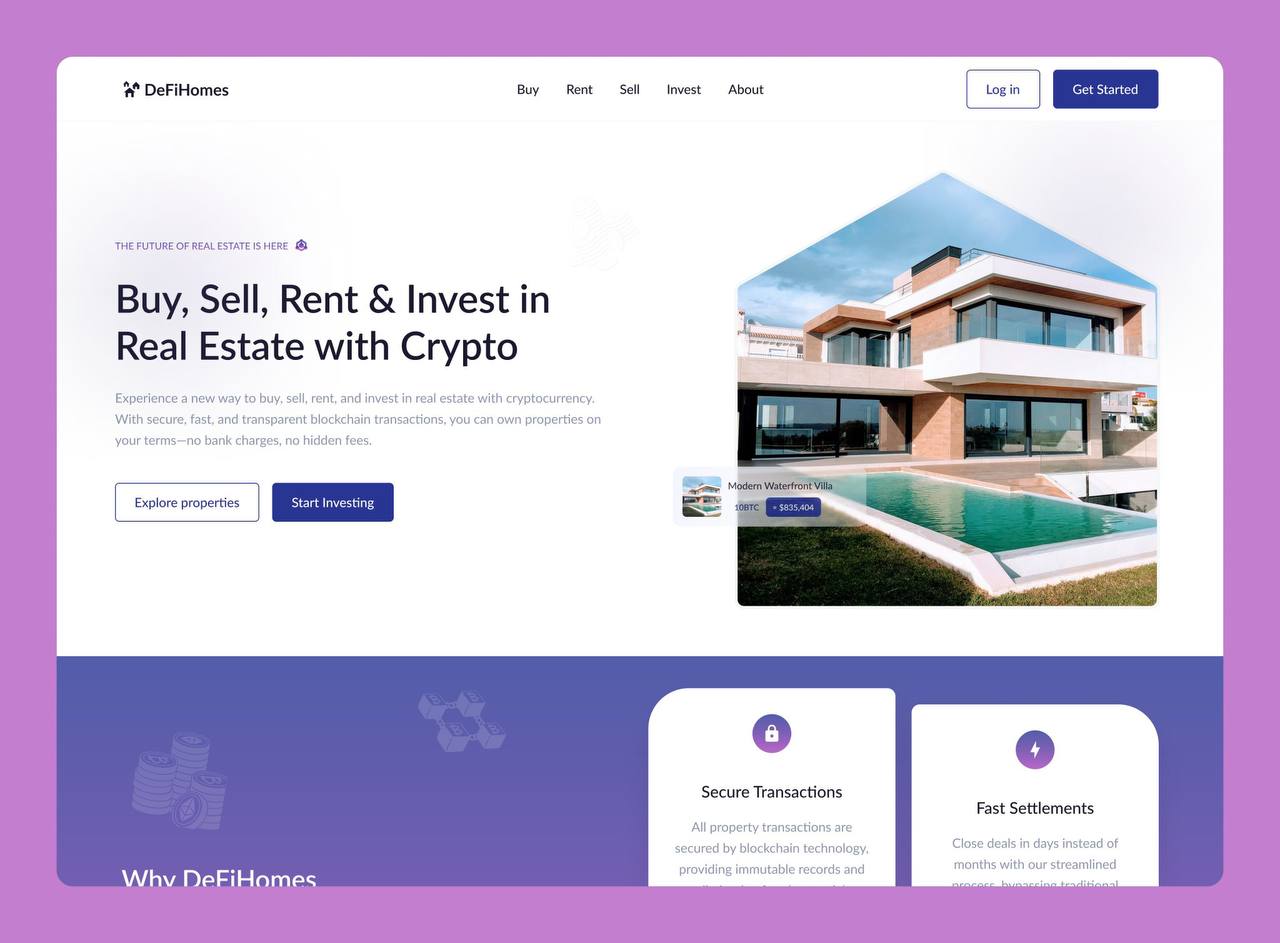 DeFiHomes
Buy
Rent
Sell
Invest
About
Log in
Get Started
THE FUTURE OF REAL ESTATE IS HERE
Buy, Sell, Rent & Invest in
Real Estate with Crypto
Experience a new way to buy, sell, rent, and invest in real estate with cryptocurrency.
With secure, fast, and transparent blockchain transactions, you can own properties on
your terms—no bank charges, no hidden fees.
Explore properties
Start Investing
Modern Waterfront Villa
10BTC
≈ $835,404
Why DeFiHomes
Secure Transactions
All property transactions are
secured by blockchain technology,
providing immutable records and
Fast Settlements
Close deals in days instead of
months with our streamlined
process, bypassing traditional